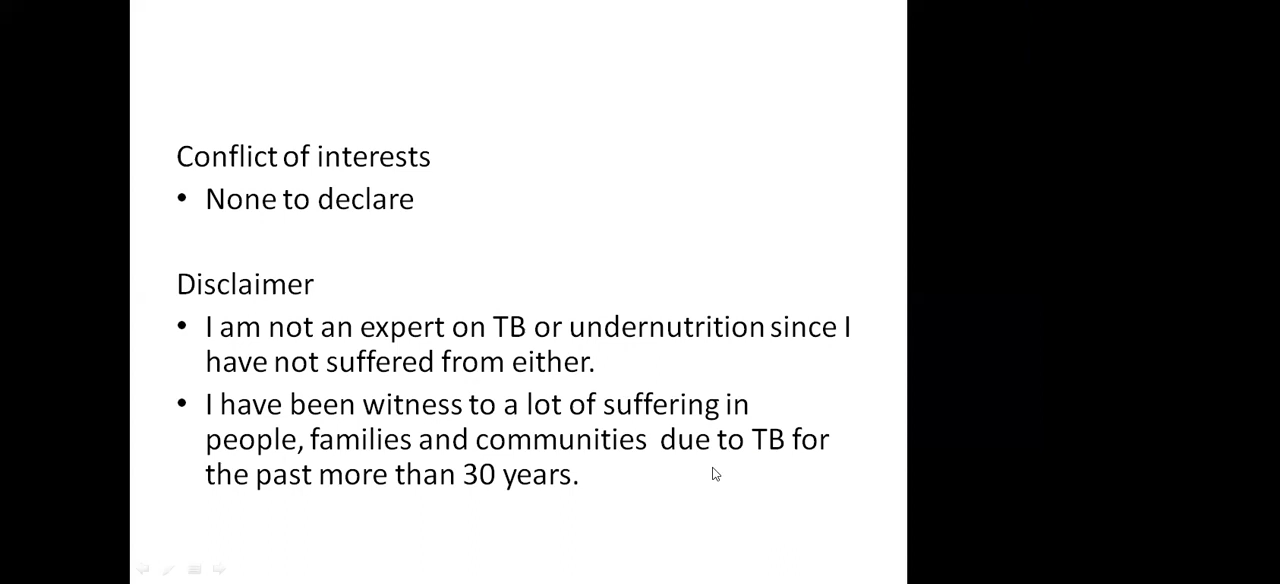 Conflict of interests
• None to declare
Disclaimer
• I am not an expert on TB or undernutrition since I
have not suffered from either.
• I have been witness to a lot of suffering in
people, families and communities due to TB for
the past more than 30 years.